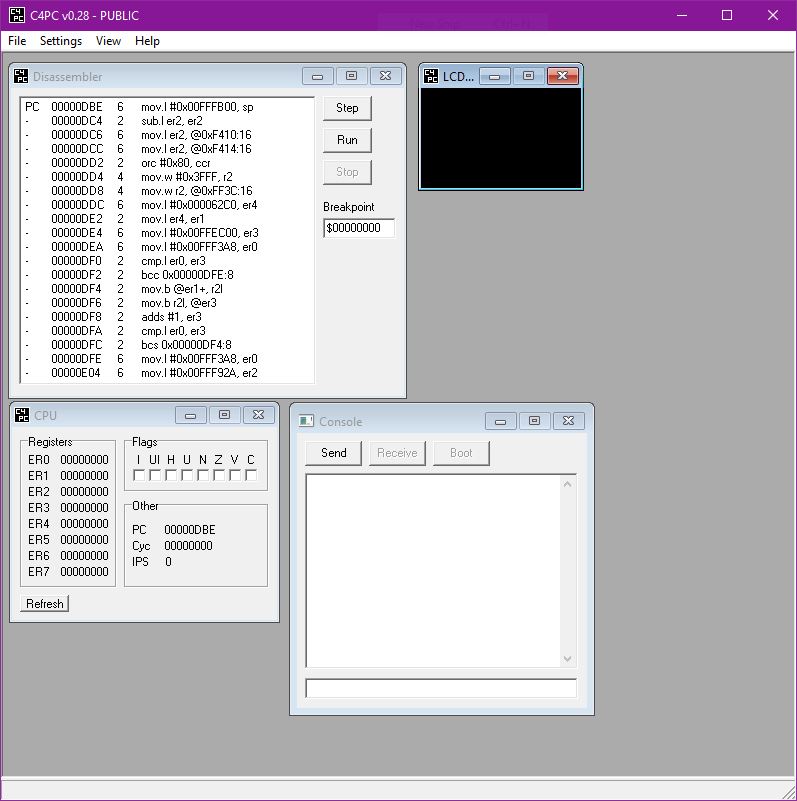 C4PC v0.28 - PUBLIC
File Settings View Help
Disassembler
PC 00000DBE 6 mov.l #0x00FFFB00, sp
- 00000DC4 2 sub.l er2, er2
- 00000DC6 6 mov.l er2, @0xF410:16
- 00000DCC 6 mov.l er2, @0xF414:16
- 00000DD2 2 orc #0x80, ccr
- 00000DD4 4 mov.w #0x3FFF, r2
- 00000DD8 4 mov.w r2, @0xFF3C:16
- 00000DDC 6 mov.l #0x000062C0, er4
- 00000DE2 2 mov.l er4, er1
- 00000DE4 6 mov.l #0x00FFEC00, er3
- 00000DEA 6 mov.l #0x00FFF3A8, er0
- 00000DF0 2 cmp.l er0, er3
- 00000DF2 2 bcc 0x00000DFE:8
- 00000DF4 2 mov.b @er1+, r2l
- 00000DF6 2 mov.b r2l, @er3
- 00000DF8 2 adds #1, er3
- 00000DFA 2 cmp.l er0, er3
- 00000DFC 2 bcs 0x00000DF4:8
- 00000DFE 6 mov.l #0x00FFF3A8, er0
- 00000E04 6 mov.l #0x00FFF92A, er2
Step
Run
Stop
Breakpoint
$00000000
C4PC LCD...
C4PC CPU
Registers
ER0 00000000
ER1 00000000
ER2 00000000
ER3 00000000
ER4 00000000
ER5 00000000
ER6 00000000
ER7 00000000
Refresh
Flags
I UI H U N Z V C
Other
PC 00000DBE
Cyc 00000000
IPS 0
Console
Send Receive Boot